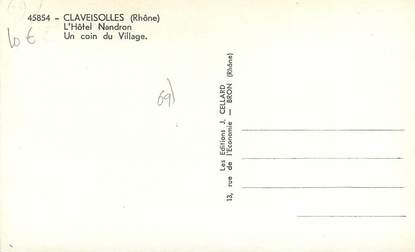 45854 - CLAVEISOLLES (Rhône)
L'Hôtel Nandron
Un coin du Village.
10 €
69)
Les Editions J. CELLARD
13, rue de l'Economie — BRON (Rhône)